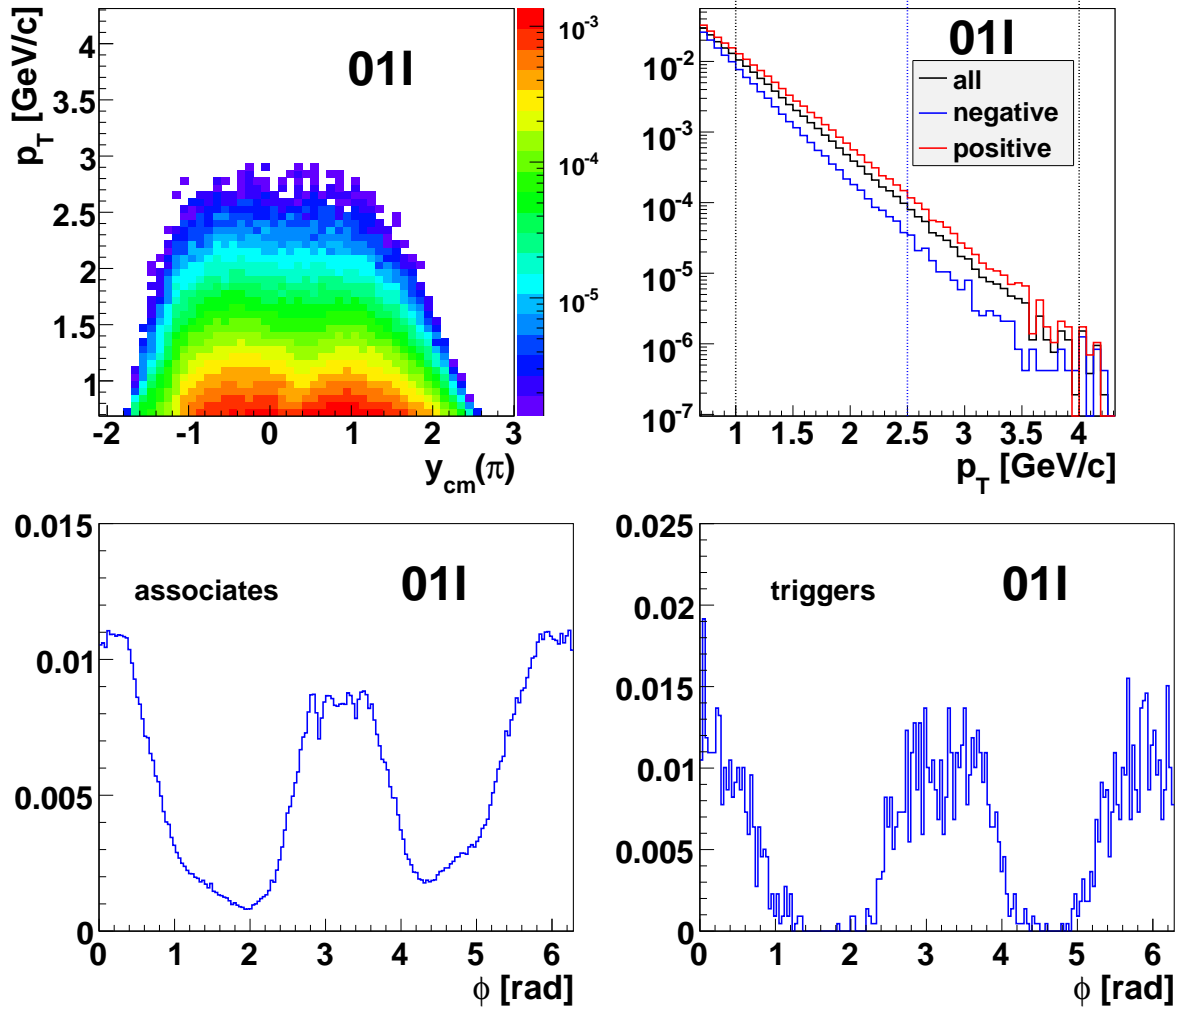 p_T [GeV/c]
4
3.5
3
2.5
2
1.5
1
01I
10^-3
10^-4
10^-5
-2 -1 0 1 2 3
y_cm(π)
01I
all
negative
positive
10^-2
10^-3
10^-4
10^-5
10^-6
10^-7
1 1.5 2 2.5 3 3.5 4
p_T [GeV/c]
0.015
0.01
0.005
0
associates 01I
0 1 2 3 4 5 6
ϕ [rad]
0.025
0.02
0.015
0.01
0.005
0
triggers 01I
0 1 2 3 4 5 6
ϕ [rad]